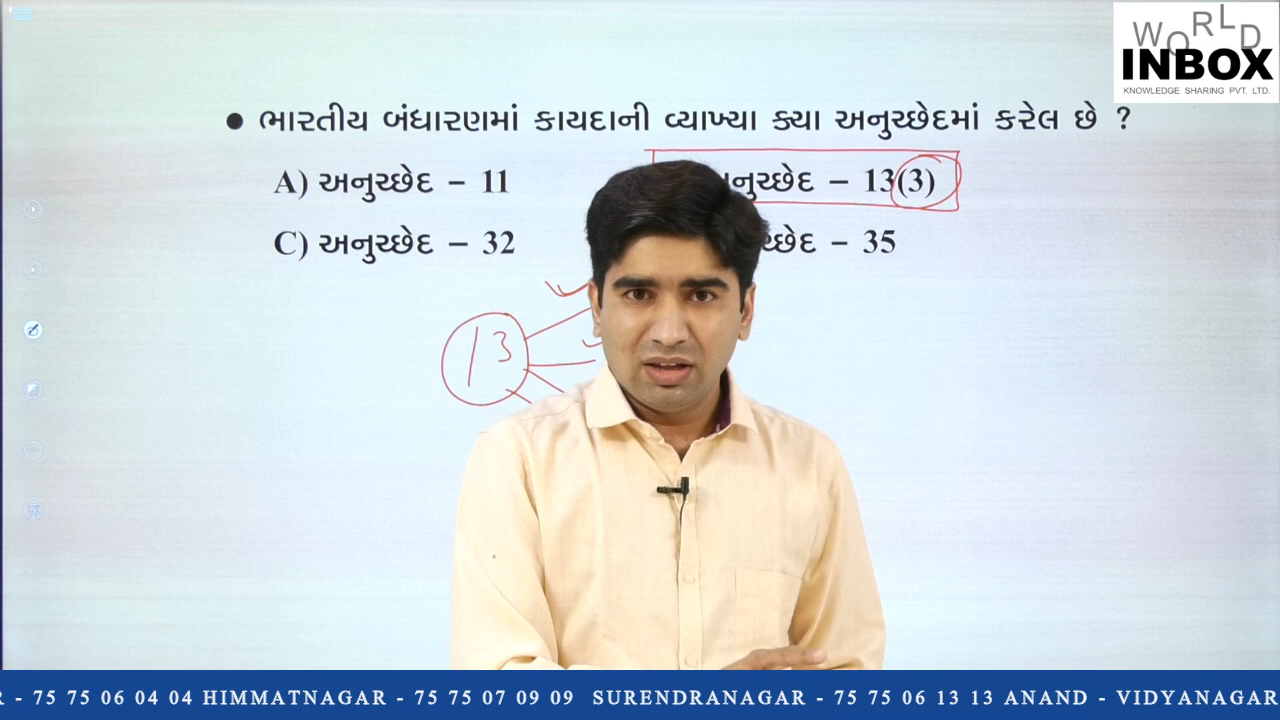 WORLD
INBOX
KNOWLEDGE SHARING PVT. LTD.
● ભારતીય બંધારણમાં કાયદાની વ્યાખ્યા ક્યા અનુચ્છેદમાં કરેલ છે ?
A) અનુચ્છેદ – 11
– 13(3)
C) અનુચ્છેદ – 32
– 35
13
- 75 75 06 04 04 HIMMATNAGAR - 75 75 07 09 09 SURENDRANAGAR - 75 75 06 13 13 ANAND - VIDYANAGAR